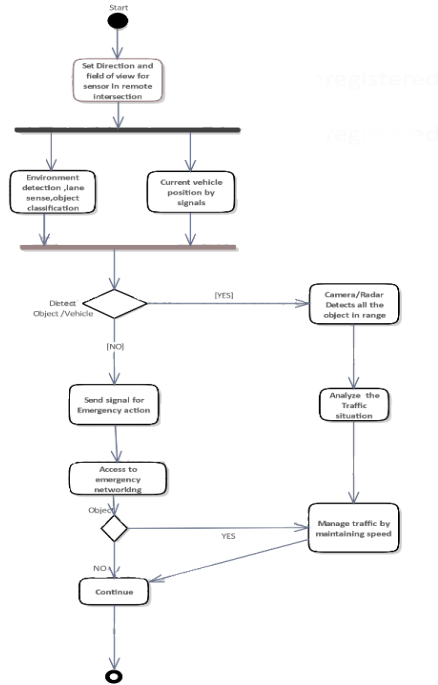 Start
Set Direction and
field of view for
sensor in remote
intersection
Environment
detection ,lane
sense,object
classification
Current vehicle
position by
signals
Detect
Object /Vehicle
[YES]
Camera/Radar
Detects all the
object in range
[NO]
Send signal for
Emergency action
Analyze the
Traffic
situation
Access to
emergency
networking
Object
YES
Manage traffic by
maintaining speed
NO
Continue